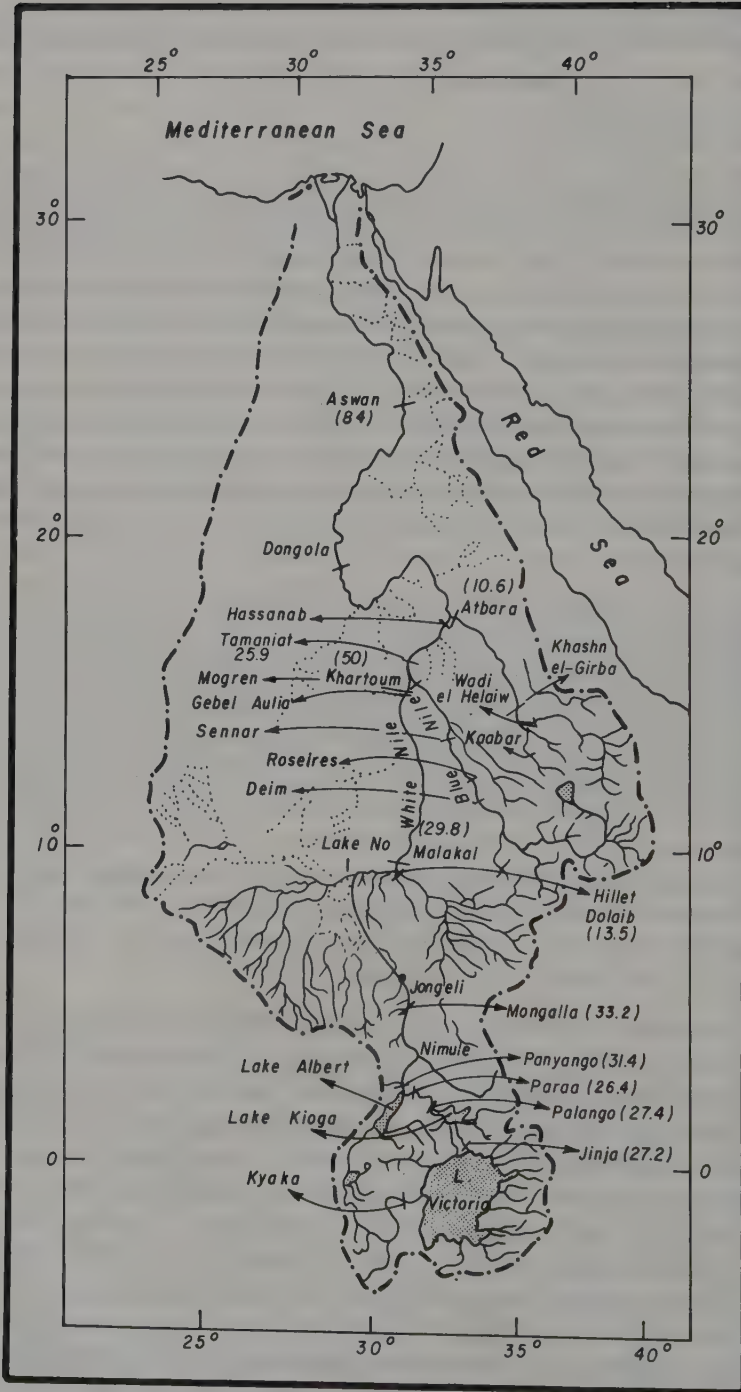 25° 30° 35° 40°
Mediterranean Sea
30° 30°
Aswan
(84)
Red
Sea
20° 20°
Dongola
(10.6)
Atbara
Hassanab
Tamaniat
25.9
(50)
Khartoum
Khashn
el-Girba
Wadi
el Helaiw
Mogren
Gebel Aulia
Kaabar
Sennar
Roseires
Deim
White Nile
Blue Nile
(29.8)
Lake No
Malakal
10° 10°
Hillet
Dolaib
(13.5)
Jongeli
Mongalla (33.2)
Nimule
Lake Albert
Panyango (31.4)
Paraa (26.4)
Palango (27.4)
Lake Kioga
Jinja (27.2)
0 0
Kyaka
L.
Victoria
25° 30° 35° 40°